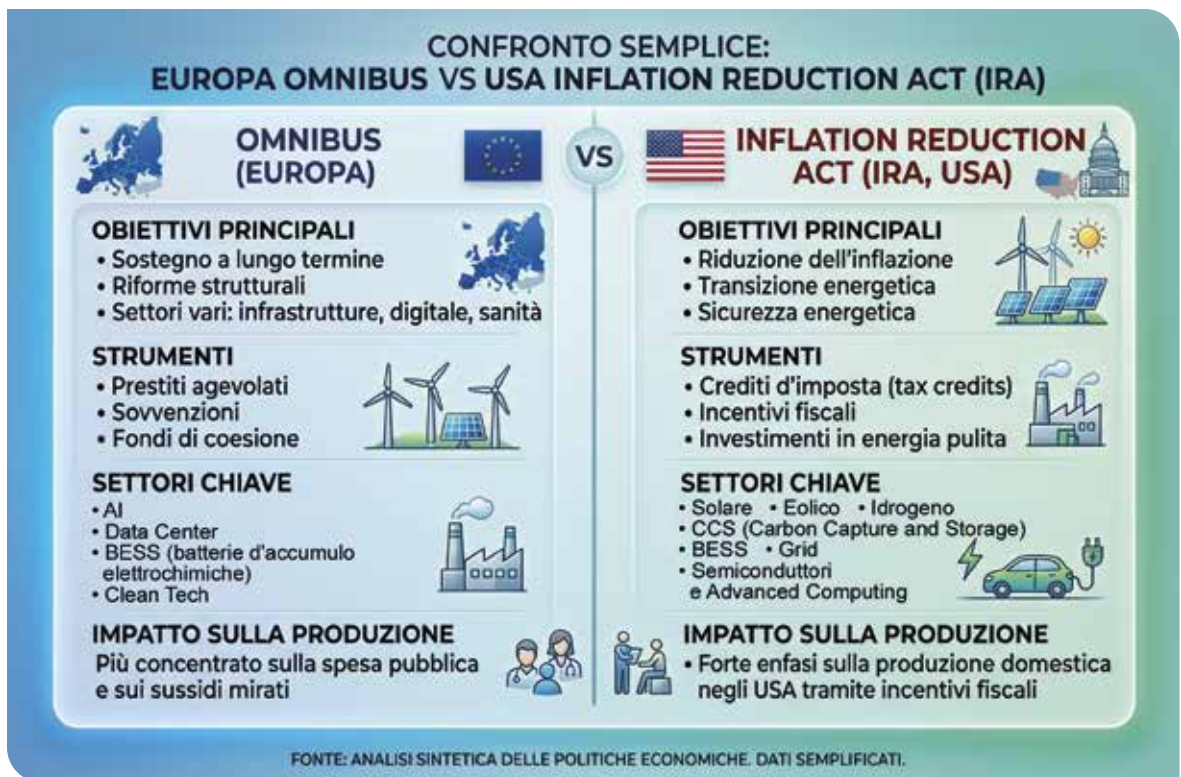 CONFRONTO SEMPLICE:
EUROPA OMNIBUS VS USA INFLATION REDUCTION ACT (IRA)
OMNIBUS
(EUROPA)
VS
INFLATION REDUCTION
ACT (IRA, USA)
OBIETTIVI PRINCIPALI
• Sostegno a lungo termine
• Riforme strutturali
• Settori vari: infrastrutture, digitale, sanità
STRUMENTI
• Prestiti agevolati
• Sovvenzioni
• Fondi di coesione
SETTORI CHIAVE
• AI
• Data Center
• BESS (batterie d'accumulo
elettrochimiche)
• Clean Tech
IMPATTO SULLA PRODUZIONE
Più concentrato sulla spesa pubblica
e sui sussidi mirati
OBIETTIVI PRINCIPALI
• Riduzione dell'inflazione
• Transizione energetica
• Sicurezza energetica
STRUMENTI
• Crediti d'imposta (tax credits)
• Incentivi fiscali
• Investimenti in energia pulita
SETTORI CHIAVE
• Solare • Eolico • Idrogeno
• CCS (Carbon Capture and Storage)
• BESS • Grid
• Semiconduttori
e Advanced Computing
IMPATTO SULLA PRODUZIONE
• Forte enfasi sulla produzione domestica
negli USA tramite incentivi fiscali
FONTE: ANALISI SINTETICA DELLE POLITICHE ECONOMICHE. DATI SEMPLIFICATI.